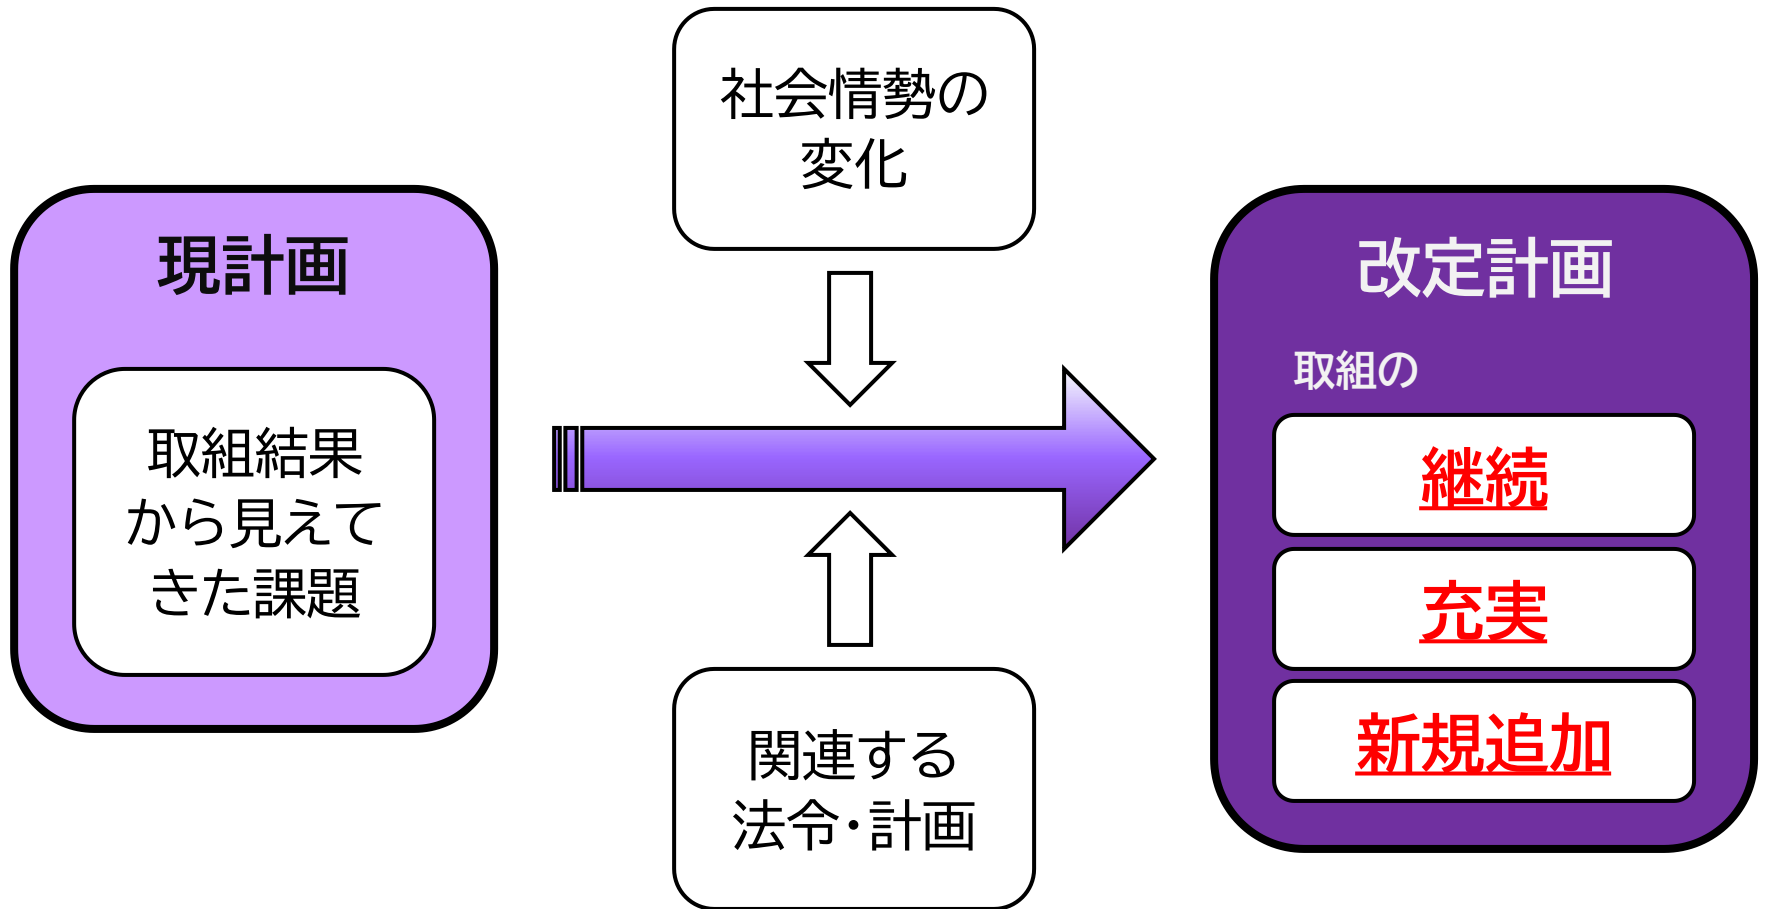 現計画
取組結果
から見えて
きた課題
社会情勢の
変化
関連する
法令・計画
改定計画
取組の
継続
充実
新規追加